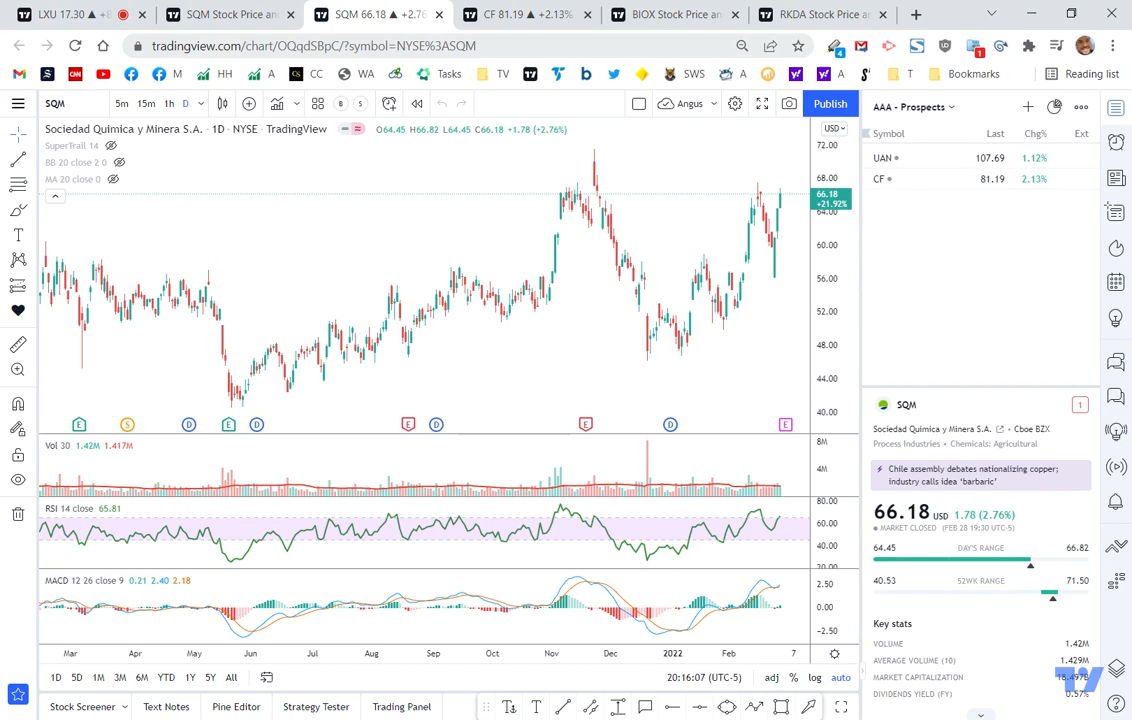 LXU 17.30 ▲ +8
SQM Stock Price an
SQM 66.18 ▲ +2.76
CF 81.19 ▲ +2.13%
BIOX Stock Price an
RKDA Stock Price an
tradingview.com/chart/OQqdSBpC/?symbol=NYSE%3ASQM
4
1
CNN
M
HH
A
CC
WA
Tasks
TV
SWS
A
A
T
Bookmarks
Reading list
SQM
5m 15m 1h D
B
S
Angus
Publish
AAA - Prospects
Sociedad Quimica y Minera S.A. · 1D · NYSE · TradingView
O64.45 H66.82 L64.45 C66.18 +1.78 (+2.76%)
SuperTrail 14
BB 20 close 2 0
MA 20 close 0
USD
72.00
68.00
66.18
+21.92%
64.00
60.00
56.00
52.00
48.00
44.00
40.00
Symbol Last Chg% Ext
UAN 107.69 1.12%
CF 81.19 2.13%
E S D E D E D E D E
Vol 30 1.42M 1.417M
8M
4M
RSI 14 close 65.81
80.00
60.00
40.00
20.00
MACD 12 26 close 9 0.21 2.40 2.18
2.50
0.00
−2.50
Mar Apr May Jun Jul Aug Sep Oct Nov Dec 2022 Feb 7
1D 5D 1M 3M 6M YTD 1Y 5Y All
20:16:07 (UTC-5)
adj % log auto
Stock Screener Text Notes Pine Editor Strategy Tester Trading Panel
SQM
1
Sociedad Quimica y Minera S.A. • Cboe BZX
Process Industries • Chemicals: Agricultural
Chile assembly debates nationalizing copper;
industry calls idea ‘barbaric’
66.18 USD 1.78 (2.76%)
MARKET CLOSED (FEB 28 19:30 UTC-5)
64.45 DAY'S RANGE 66.82
40.53 52WK RANGE 71.50
Key stats
VOLUME 1.42M
AVERAGE VOLUME (10) 1.429M
MARKET CAPITALIZATION 18.497B
DIVIDENDS YIELD (FY) 0.57%